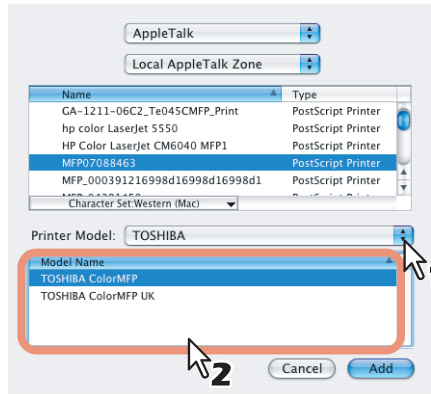 AppleTalk
Local AppleTalk Zone
Name Type
GA-1211-06C2_Te045CMFP_Print PostScript Printer
hp color LaserJet 5550 PostScript Printer
HP Color LaserJet CM6040 MFP1 PostScript Printer
MFP07088463 PostScript Printer
MFP_000391216998d16998d16998d1 PostScript Printer
Character Set:Western (Mac)
Printer Model: TOSHIBA
Model Name
TOSHIBA ColorMFP
TOSHIBA ColorMFP UK
2
Cancel Add